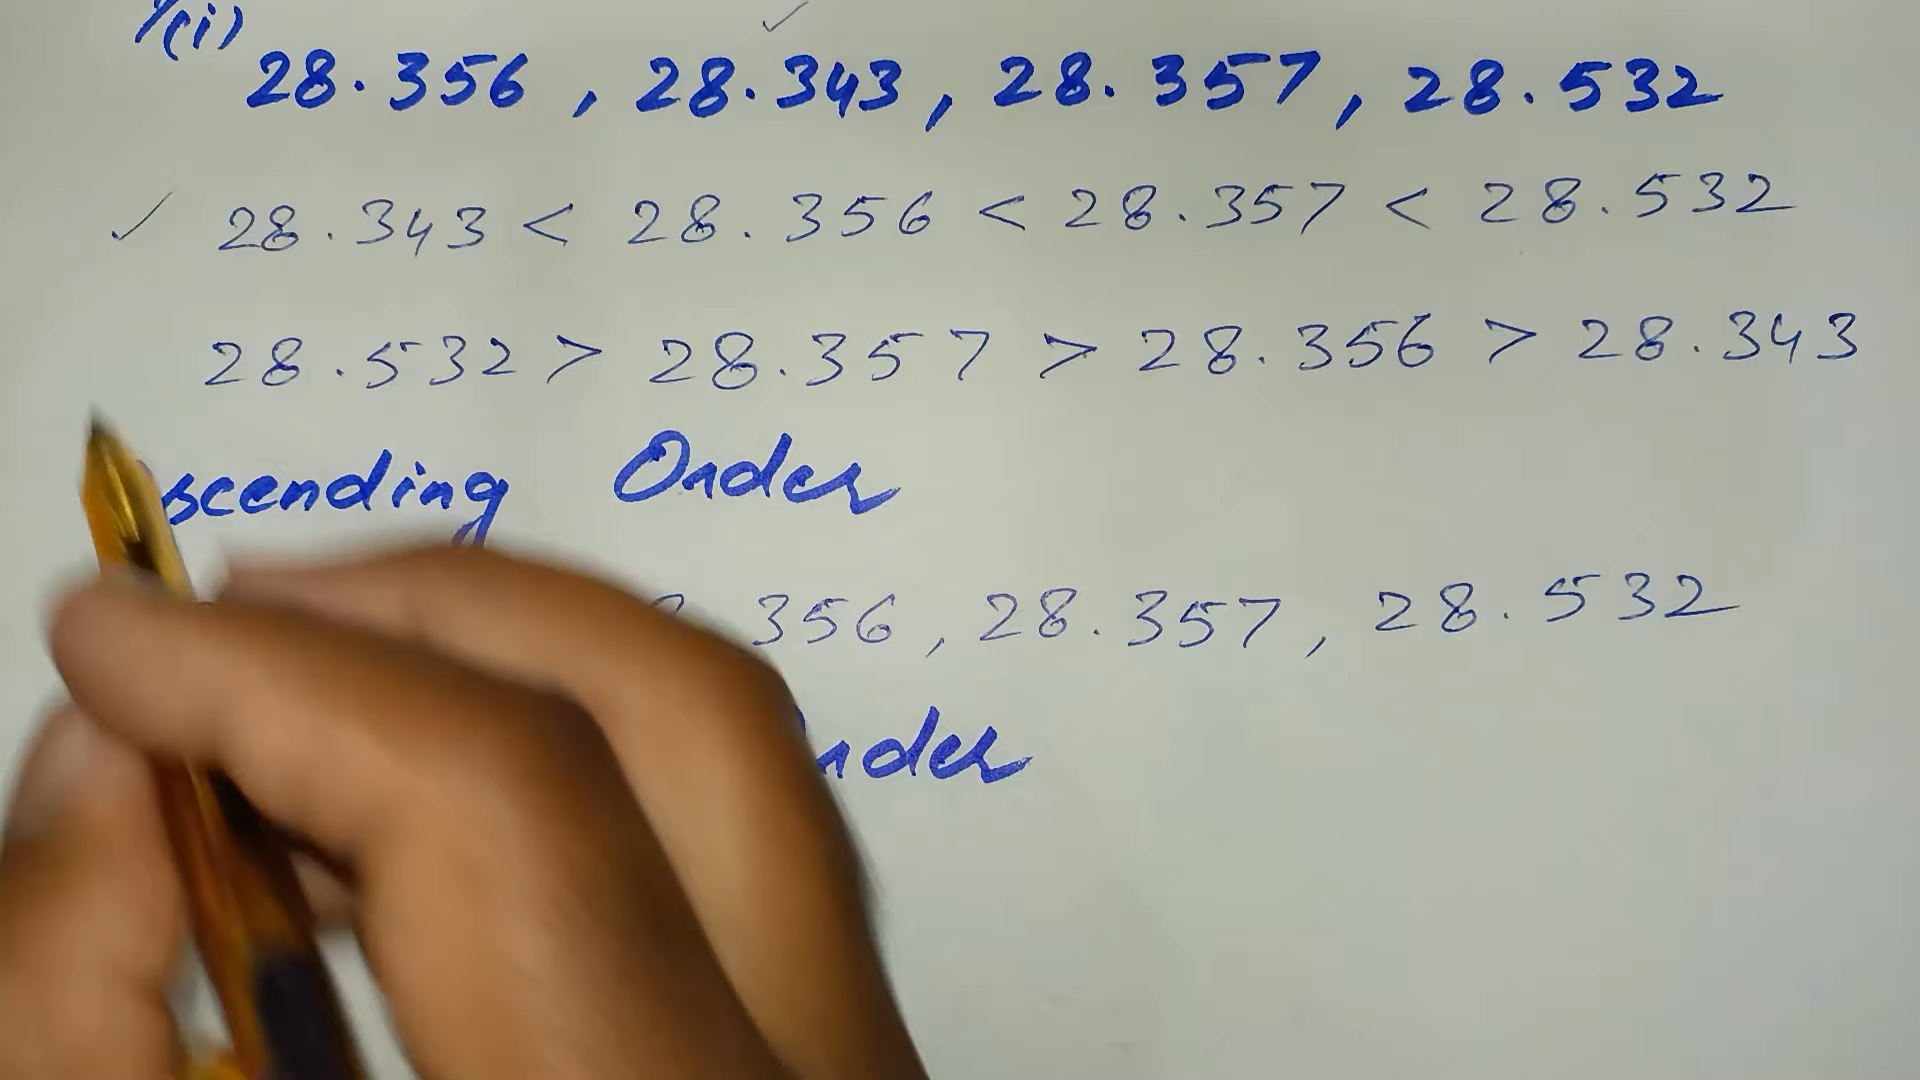 (i)
28.356, 28.343, 28.357, 28.532
28.343 < 28.356 < 28.357 < 28.532
28.532 > 28.357 > 28.356 > 28.343
scending Order
356, 28.357, 28.532